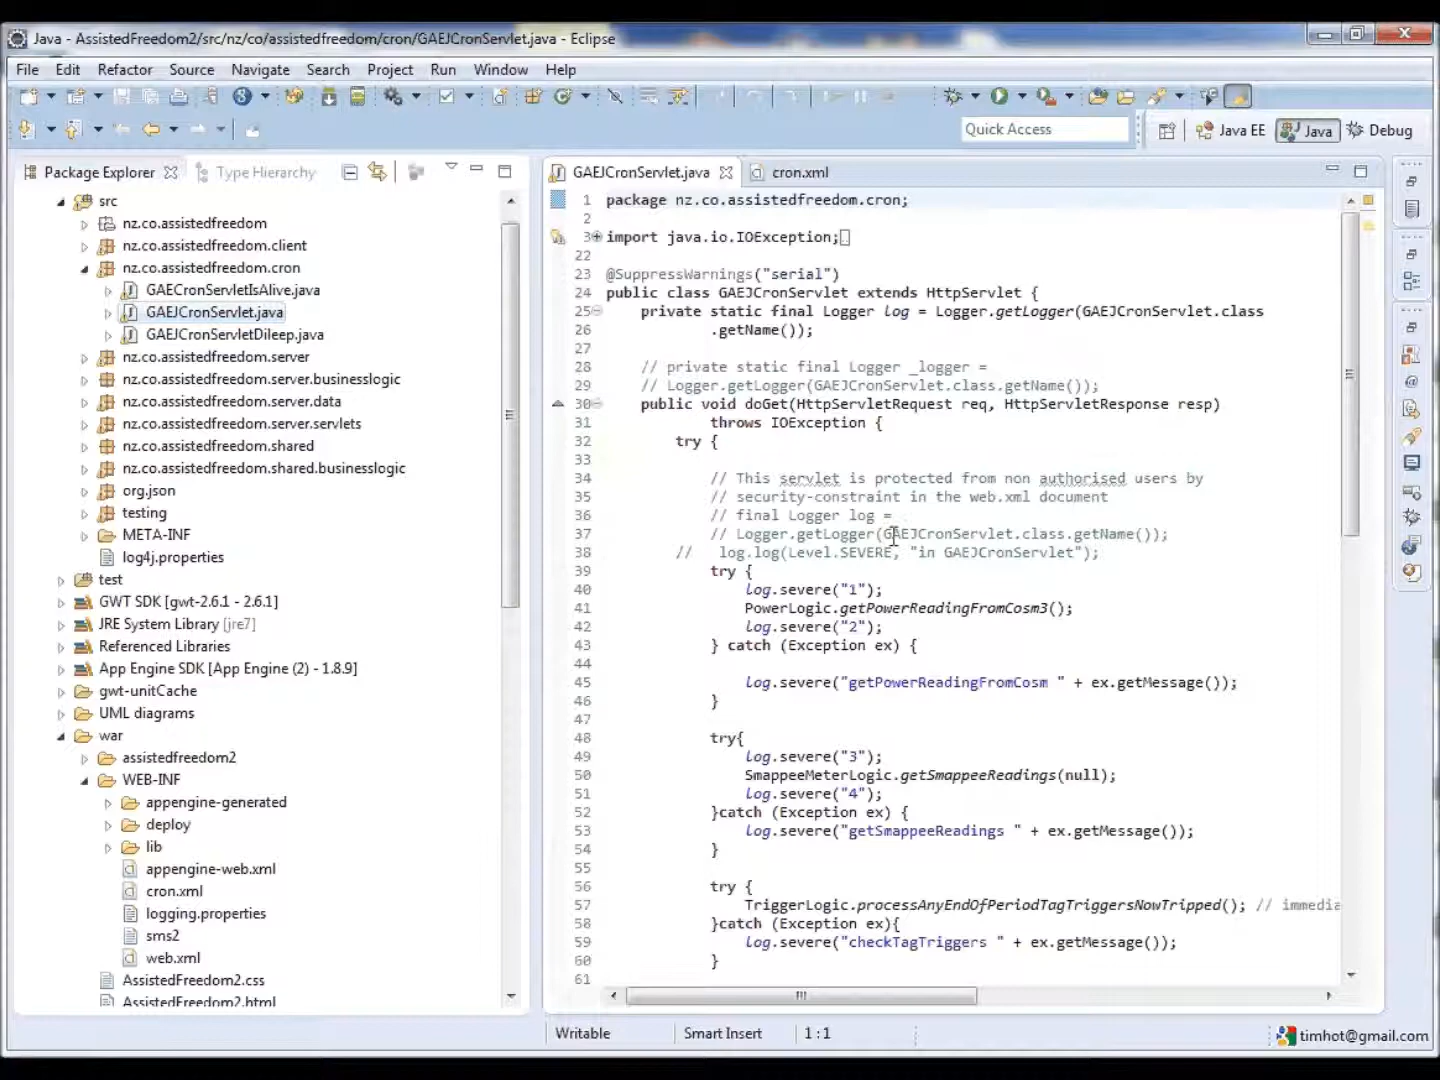 Java - AssistedFreedom2/src/nz/co/assistedfreedom/cron/GAEJCronServlet.java - Eclipse
File Edit Refactor Source Navigate Search Project Run Window Help
Quick Access
Java EE
Java
Debug
Package Explorer
Type Hierarchy
src
nz.co.assistedfreedom
nz.co.assistedfreedom.client
nz.co.assistedfreedom.cron
GAECronServletIsAlive.java
GAEJCronServlet.java
GAEJCronServletDileep.java
nz.co.assistedfreedom.server
nz.co.assistedfreedom.server.businesslogic
nz.co.assistedfreedom.server.data
nz.co.assistedfreedom.server.servlets
nz.co.assistedfreedom.shared
nz.co.assistedfreedom.shared.businesslogic
org.json
testing
META-INF
log4j.properties
test
GWT SDK [gwt-2.6.1 - 2.6.1]
JRE System Library [jre7]
Referenced Libraries
App Engine SDK [App Engine (2) - 1.8.9]
gwt-unitCache
UML diagrams
war
assistedfreedom2
WEB-INF
appengine-generated
deploy
lib
appengine-web.xml
cron.xml
logging.properties
sms2
web.xml
AssistedFreedom2.css
AssistedFreedom2.html
GAEJCronServlet.java
cron.xml
1 package nz.co.assistedfreedom.cron;
2
3 import java.io.IOException;
22
23 @SuppressWarnings("serial")
24 public class GAEJCronServlet extends HttpServlet {
25 private static final Logger log = Logger.getLogger(GAEJCronServlet.class
26 .getName());
27
28 // private static final Logger _logger =
29 // Logger.getLogger(GAEJCronServlet.class.getName());
30 public void doGet(HttpServletRequest req, HttpServletResponse resp)
31 throws IOException {
32 try {
33
34 // This servlet is protected from non authorised users by
35 // security-constraint in the web.xml document
36 // final Logger log =
37 // Logger.getLogger(GAEJCronServlet.class.getName());
38 // log.log(Level.SEVERE, "in GAEJCronServlet");
39 try {
40 log.severe("1");
41 PowerLogic.getPowerReadingFromCosm3();
42 log.severe("2");
43 } catch (Exception ex) {
44
45 log.severe("getPowerReadingFromCosm " + ex.getMessage());
46 }
47
48 try{
49 log.severe("3");
50 SmappeeMeterLogic.getSmappeeReadings(null);
51 log.severe("4");
52 }catch (Exception ex) {
53 log.severe("getSmappeeReadings " + ex.getMessage());
54 }
55
56 try {
57 TriggerLogic.processAnyEndOfPeriodTagTriggersNowTripped(); // immedia
58 }catch (Exception ex){
59 log.severe("checkTagTriggers " + ex.getMessage());
60 }
61
Writable
Smart Insert
1 : 1
timhot@gmail.com